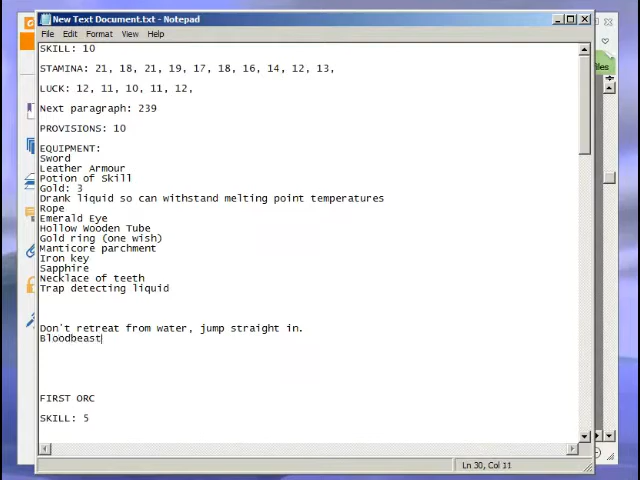 New Text Document.txt - Notepad
File Edit Format View Help
SKILL: 10
STAMINA: 21, 18, 21, 19, 17, 18, 16, 14, 12, 13,
LUCK: 12, 11, 10, 11, 12,
Next paragraph: 239
PROVISIONS: 10
EQUIPMENT:
Sword
Leather Armour
Potion of Skill
Gold: 3
Drank liquid so can withstand melting point temperatures
Rope
Emerald Eye
Hollow Wooden Tube
Gold ring (one wish)
Manticore parchment
Iron key
Sapphire
Necklace of teeth
Trap detecting liquid
Don't retreat from water, jump straight in.
Bloodbeast
FIRST ORC
SKILL: 5
Ln 30, Col 11
iles